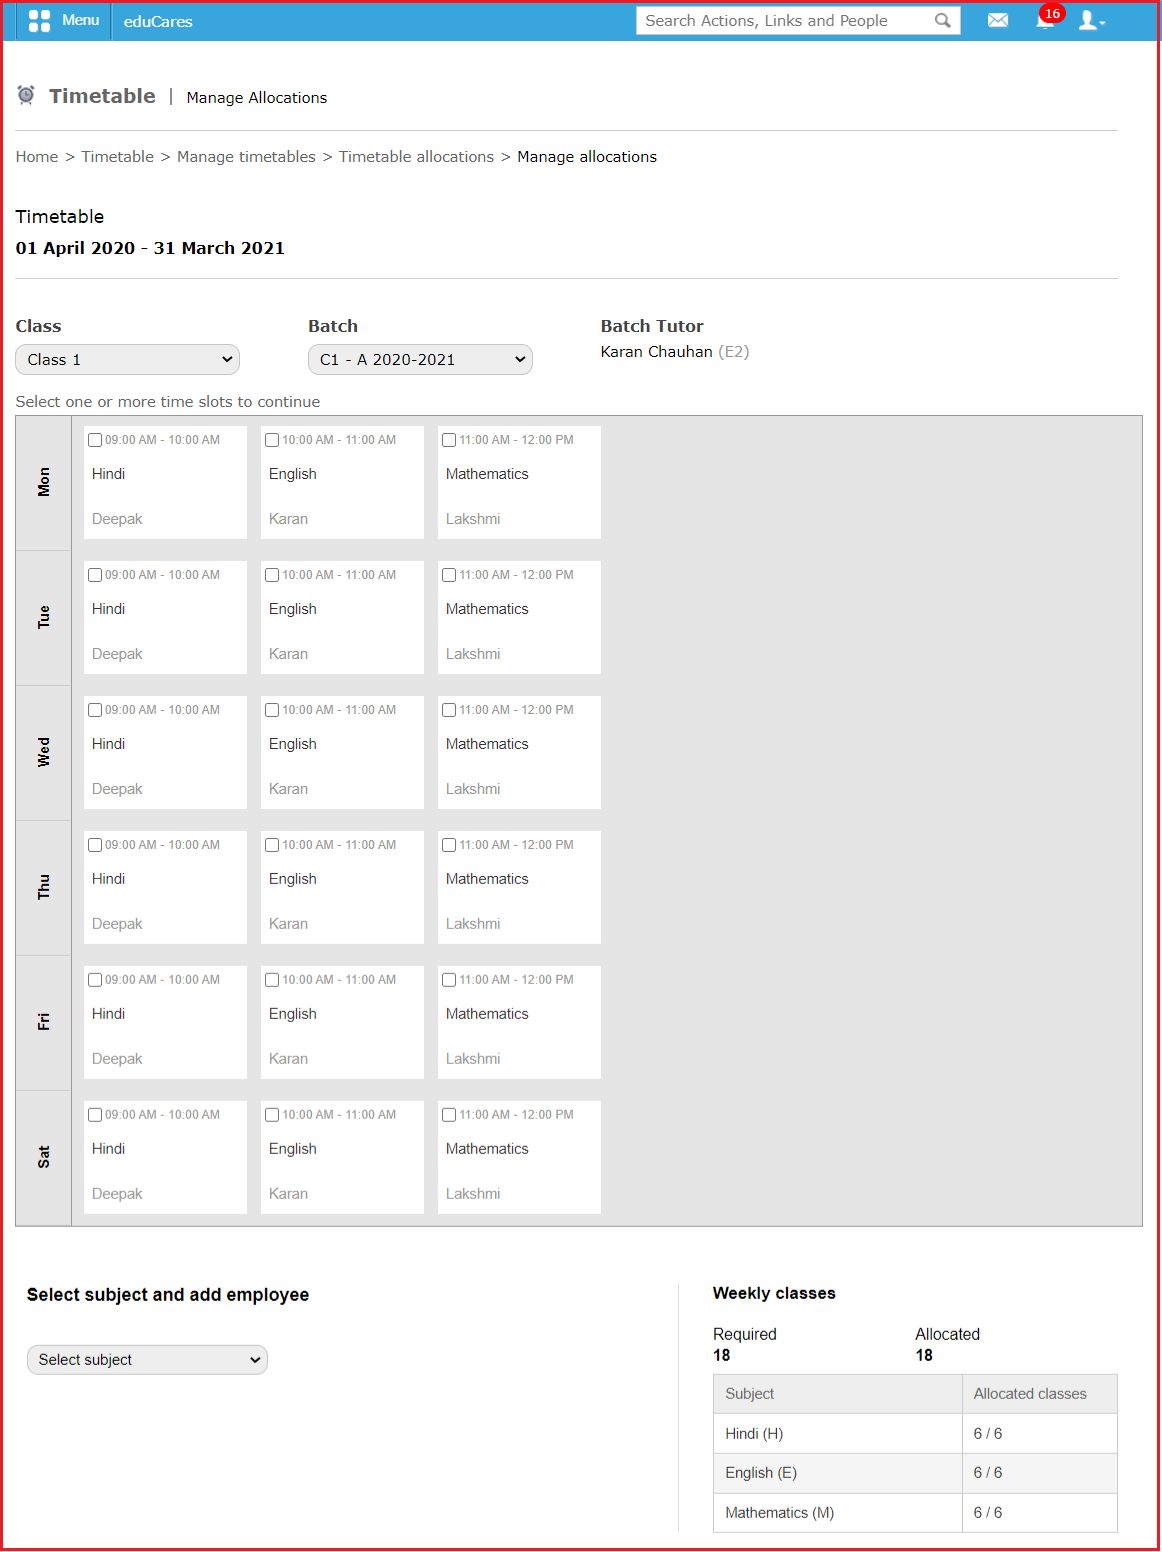 Menu eduCares Search Actions, Links and People 16
Timetable | Manage Allocations
Home > Timetable > Manage timetables > Timetable allocations > Manage allocations
Timetable
01 April 2020 - 31 March 2021
Class Batch Batch Tutor
Class 1 C1 - A 2020-2021 Karan Chauhan (E2)
Select one or more time slots to continue
Mon
09:00 AM - 10:00 AM 10:00 AM - 11:00 AM 11:00 AM - 12:00 PM
Hindi English Mathematics
Deepak Karan Lakshmi
Tue
09:00 AM - 10:00 AM 10:00 AM - 11:00 AM 11:00 AM - 12:00 PM
Hindi English Mathematics
Deepak Karan Lakshmi
Wed
09:00 AM - 10:00 AM 10:00 AM - 11:00 AM 11:00 AM - 12:00 PM
Hindi English Mathematics
Deepak Karan Lakshmi
Thu
09:00 AM - 10:00 AM 10:00 AM - 11:00 AM 11:00 AM - 12:00 PM
Hindi English Mathematics
Deepak Karan Lakshmi
Fri
09:00 AM - 10:00 AM 10:00 AM - 11:00 AM 11:00 AM - 12:00 PM
Hindi English Mathematics
Deepak Karan Lakshmi
Sat
09:00 AM - 10:00 AM 10:00 AM - 11:00 AM 11:00 AM - 12:00 PM
Hindi English Mathematics
Deepak Karan Lakshmi
Select subject and add employee
Select subject
Weekly classes
Required Allocated
18 18
Subject Allocated classes
Hindi (H) 6 / 6
English (E) 6 / 6
Mathematics (M) 6 / 6